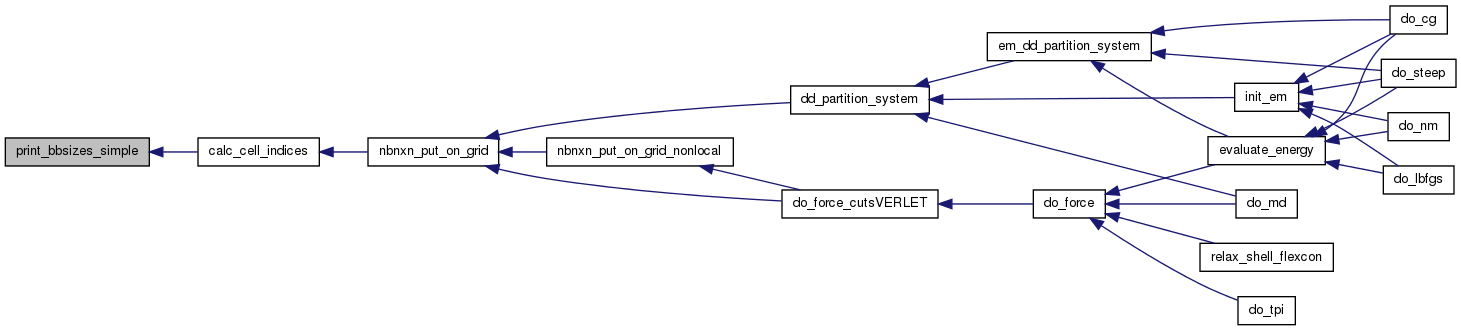 print_bbsizes_simple
calc_cell_indices
nbnxn_put_on_grid
dd_partition_system
nbnxn_put_on_grid_nonlocal
do_force_cutsVERLET
em_dd_partition_system
do_force
init_em
evaluate_energy
do_md
relax_shell_flexcon
do_tpi
do_cg
do_steep
do_nm
do_lbfgs